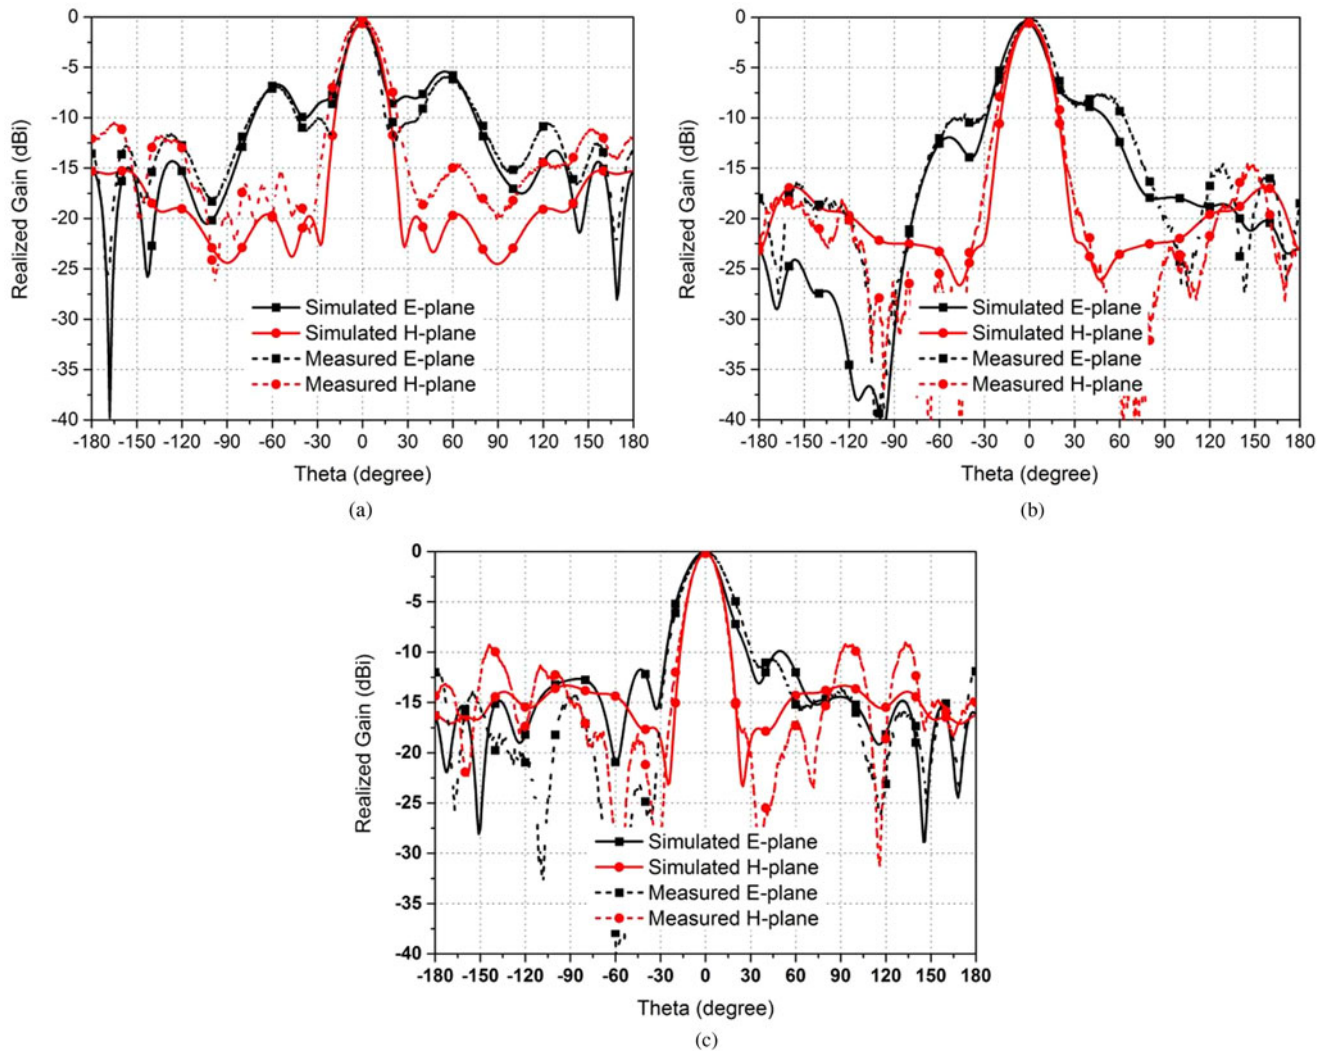 0
-5
-10
-15
-20
-25
-30
-35
-40
Realized Gain (dBi)
Simulated E-plane
Simulated H-plane
Measured E-plane
Measured H-plane
-180 -150 -120 -90 -60 -30 0 30 60 90 120 150 180
Theta (degree)
(a)
0
-5
-10
-15
-20
-25
-30
-35
-40
Realized Gain (dBi)
Simulated E-plane
Simulated H-plane
Measured E-plane
Measured H-plane
-180 -150 -120 -90 -60 -30 0 30 60 90 120 150 180
Theta (degree)
(b)
0
-5
-10
-15
-20
-25
-30
-35
-40
Realized Gain (dBi)
Simulated E-plane
Simulated H-plane
Measured E-plane
Measured H-plane
-180 -150 -120 -90 -60 -30 0 30 60 90 120 150 180
Theta (degree)
(c)